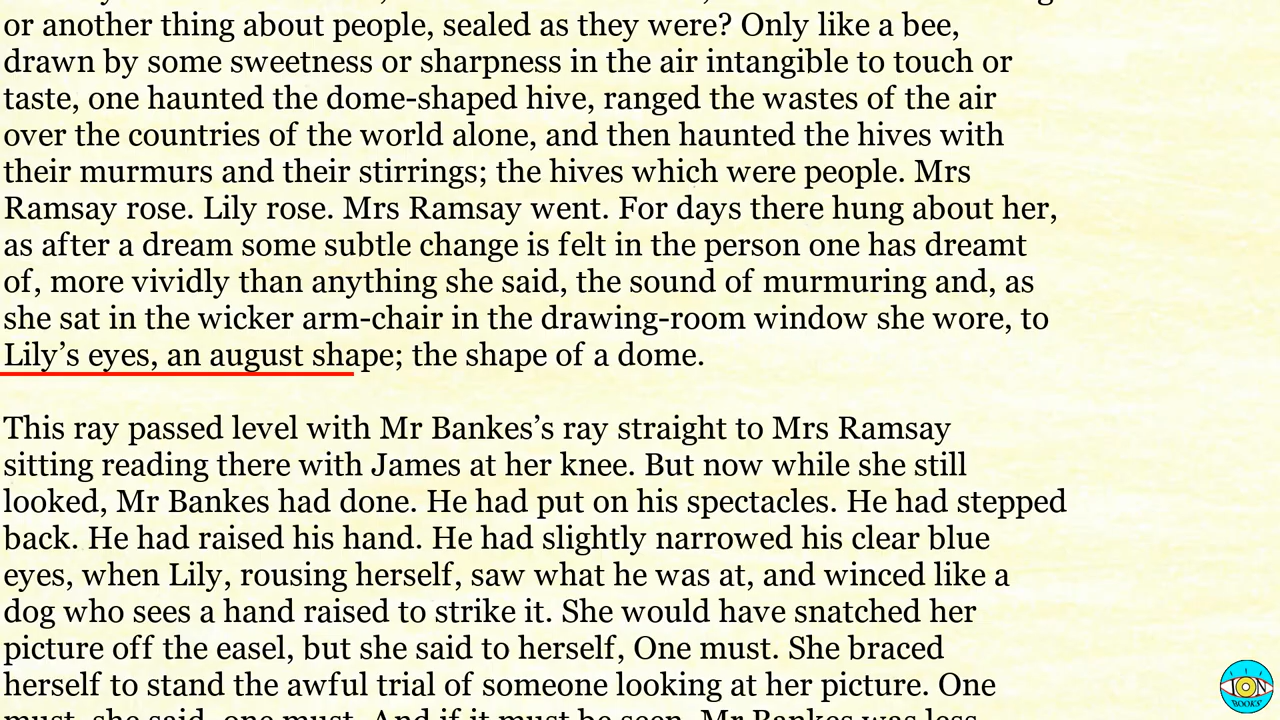 or another thing about people, sealed as they were? Only like a bee,
drawn by some sweetness or sharpness in the air intangible to touch or
taste, one haunted the dome-shaped hive, ranged the wastes of the air
over the countries of the world alone, and then haunted the hives with
their murmurs and their stirrings; the hives which were people. Mrs
Ramsay rose. Lily rose. Mrs Ramsay went. For days there hung about her,
as after a dream some subtle change is felt in the person one has dreamt
of, more vividly than anything she said, the sound of murmuring and, as
she sat in the wicker arm-chair in the drawing-room window she wore, to
Lily’s eyes, an august shape; the shape of a dome.
This ray passed level with Mr Bankes’s ray straight to Mrs Ramsay
sitting reading there with James at her knee. But now while she still
looked, Mr Bankes had done. He had put on his spectacles. He had stepped
back. He had raised his hand. He had slightly narrowed his clear blue
eyes, when Lily, rousing herself, saw what he was at, and winced like a
dog who sees a hand raised to strike it. She would have snatched her
picture off the easel, but she said to herself, One must. She braced
herself to stand the awful trial of someone looking at her picture. One
must, she said, one must. And if it must be seen, Mr Bankes was less
ION
BOOKS